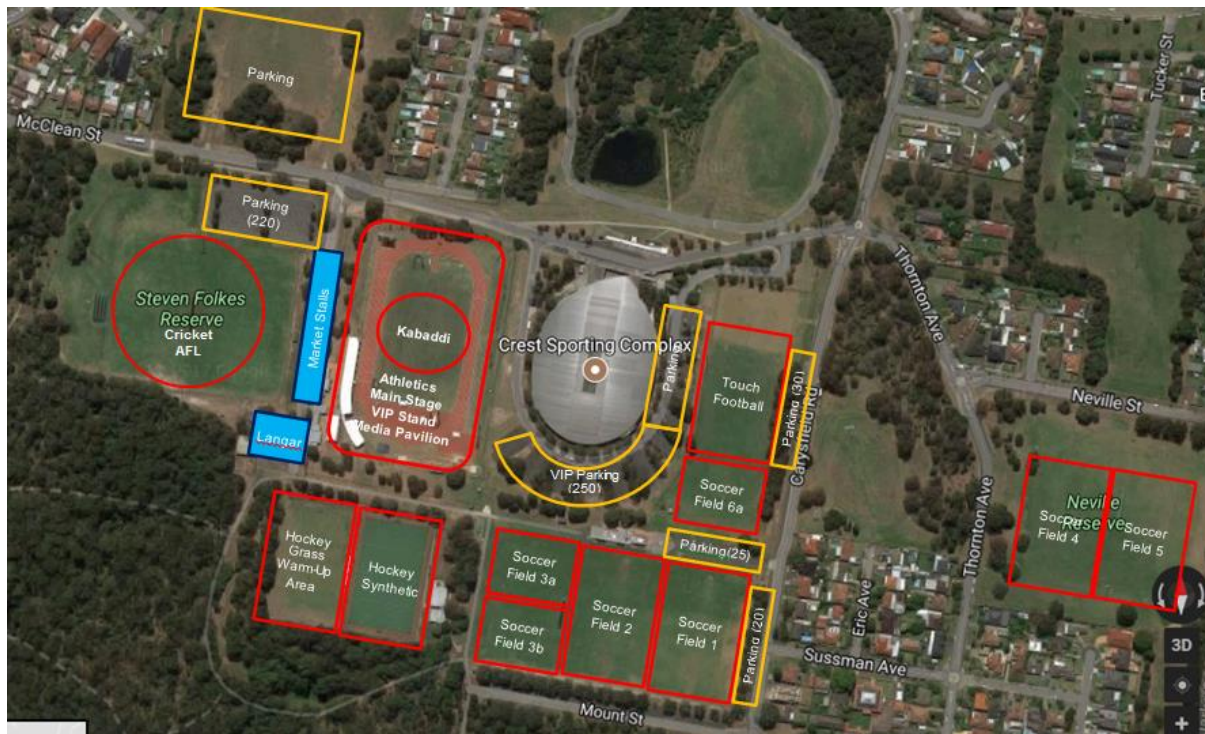 Parking
McClean St
Tucker St
Parking
(220)
Steven Folkes
Reserve
Cricket
AFL
Market Stalls
Kabaddi
Crest Sporting Complex
Athletics
Main Stage
VIP Stand
Media Pavilion
Langar
Parking
VIP Parking
(250)
Touch
Football
Parking (30)
Carysfield Rd
Thornton Ave
Neville St
Soccer
Field 6a
Parking(25)
Neville
Reserve
Soccer
Field 4
Soccer
Field 5
Thornton Ave
Hockey
Grass
Warm-Up
Area
Hockey
Synthetic
Soccer
Field 3a
Soccer
Field 3b
Soccer
Field 2
Soccer
Field 1
Parking (20)
Eric Ave
Sussman Ave
Mount St
3D